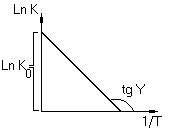 Ln K
Ln K₀=
tg Y
1/T